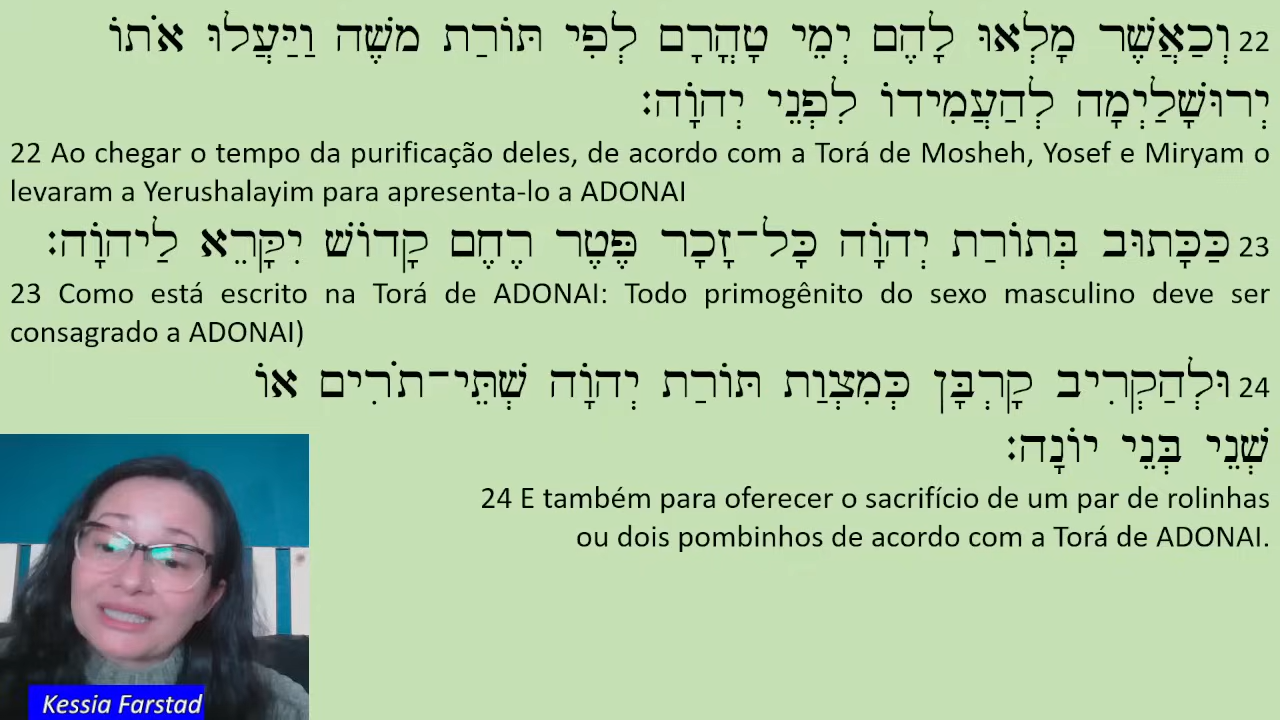 22 וְכַאֲשֶׁר מָלְאוּ לָהֶם יְמֵי טָהֳרָם לְפִי תּוֹרַת מֹשֶׁה וַיַּעֲלוּ אֹתוֹ
יְרוּשָׁלַיְמָה לְהַעֲמִידוֹ לִפְנֵי יְהוָֹה׃
22 Ao chegar o tempo da purificação deles, de acordo com a Torá de Mosheh, Yosef e Miryam o
levaram a Yerushalayim para apresenta-lo a ADONAI
23 כַּכָּתוּב בְּתוֹרַת יְהוָֹה כָּל־זָכָר פֶּטֶר רֶחֶם קָדוֹשׁ יִקָּרֵא לַיהוָֹה׃
23 Como está escrito na Torá de ADONAI: Todo primogênito do sexo masculino deve ser
consagrado a ADONAI)
24 וּלְהַקְרִיב קָרְבָּן כְּמִצְוַת תּוֹרַת יְהוָֹה שְׁתֵּי־תֹרִים אוֹ
שְׁנֵי בְּנֵי יוֹנָה׃
24 E também para oferecer o sacrifício de um par de rolinhas
ou dois pombinhos de acordo com a Torá de ADONAI.
Kessia Farstad